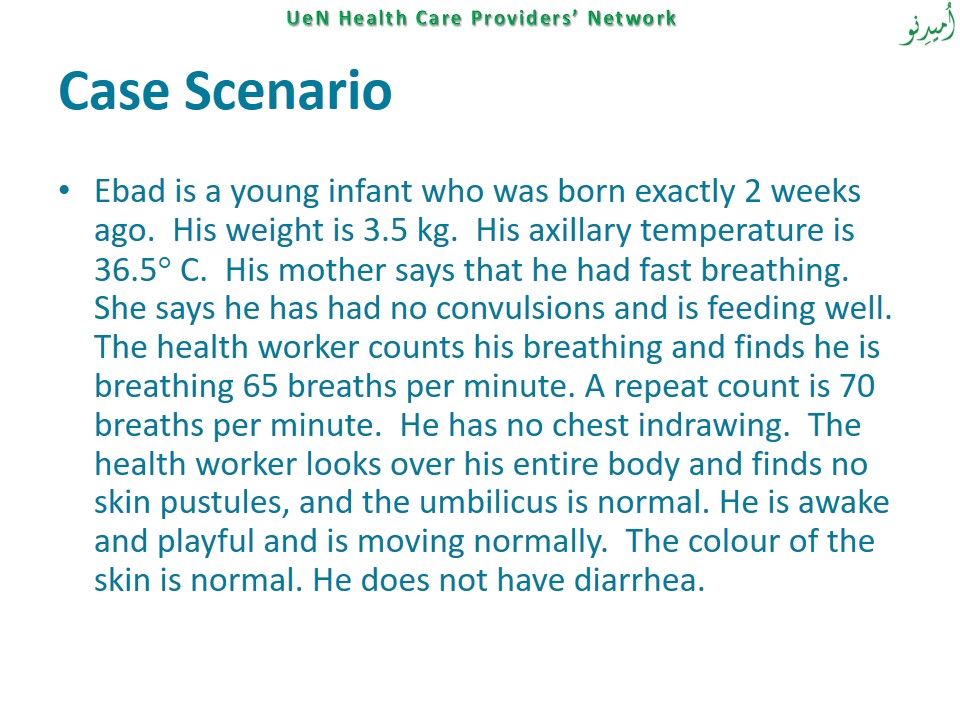 UeN Health Care Providers’ Network
اُمیدِنو
Case Scenario
• Ebad is a young infant who was born exactly 2 weeks
ago.  His weight is 3.5 kg.  His axillary temperature is
36.5° C.  His mother says that he had fast breathing.
She says he has had no convulsions and is feeding well.
The health worker counts his breathing and finds he is
breathing 65 breaths per minute. A repeat count is 70
breaths per minute.  He has no chest indrawing.  The
health worker looks over his entire body and finds no
skin pustules, and the umbilicus is normal. He is awake
and playful and is moving normally.  The colour of the
skin is normal. He does not have diarrhea.